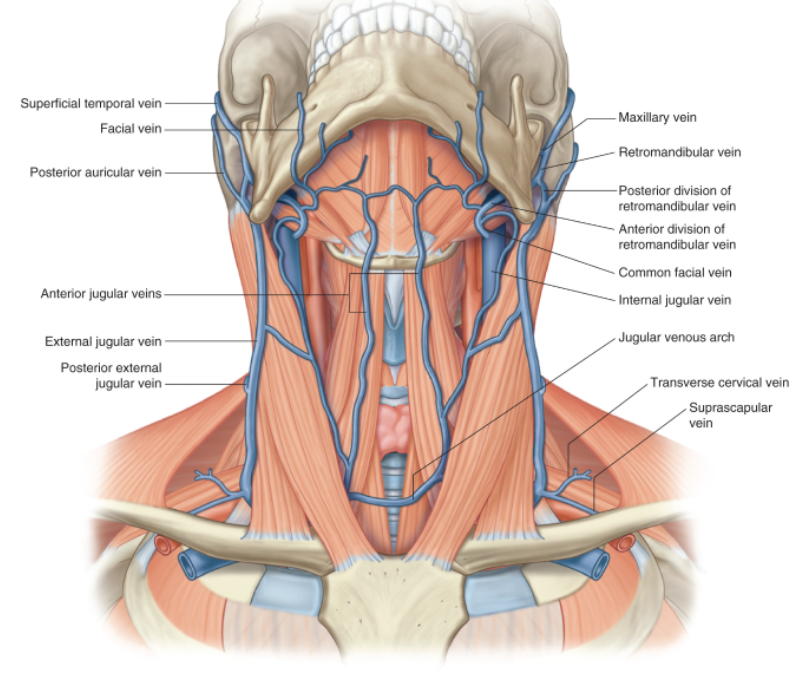 Superficial temporal vein
Facial vein
Posterior auricular vein
Anterior jugular veins
External jugular vein
Posterior external
jugular vein
Maxillary vein
Retromandibular vein
Posterior division of
retromandibular vein
Anterior division of
retromandibular vein
Common facial vein
Internal jugular vein
Jugular venous arch
Transverse cervical vein
Suprascapular
vein